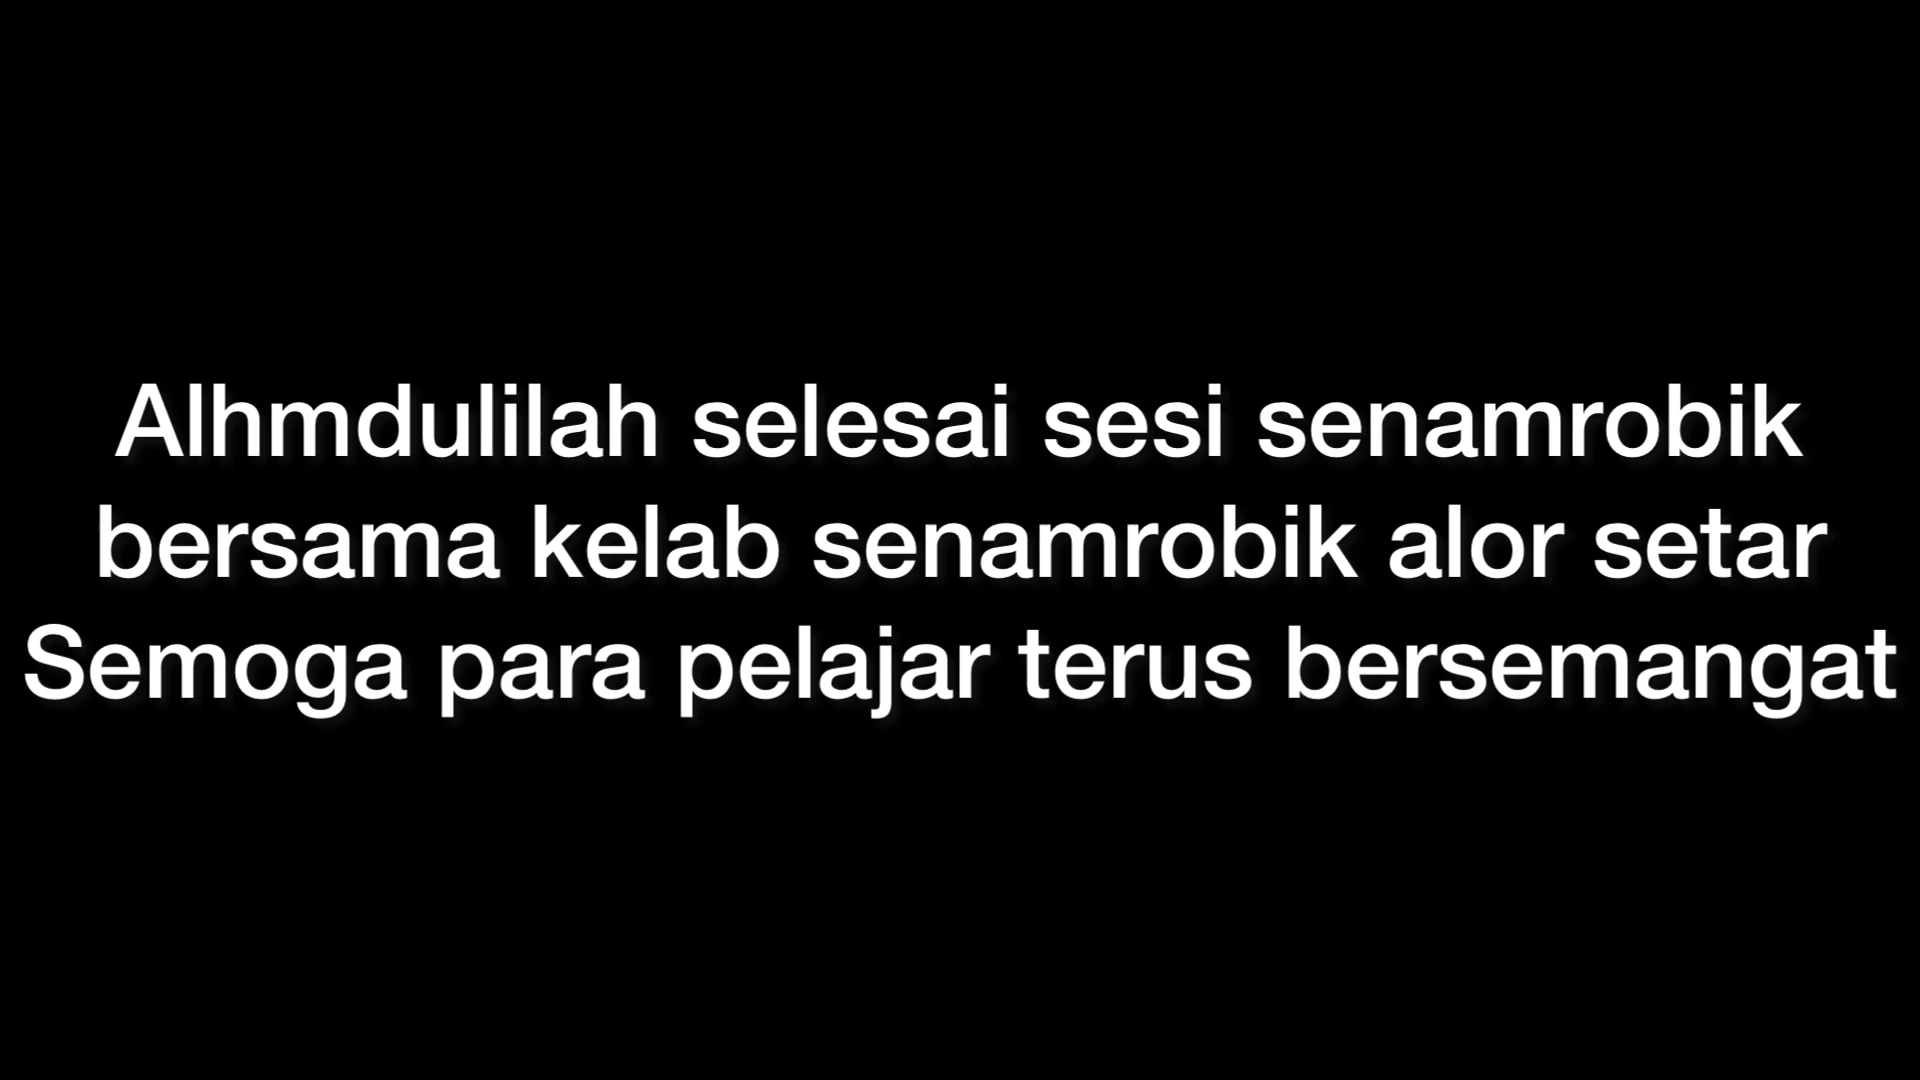 Alhmdulilah selesai sesi senamrobik
bersama kelab senamrobik alor setar
Semoga para pelajar terus bersemangat